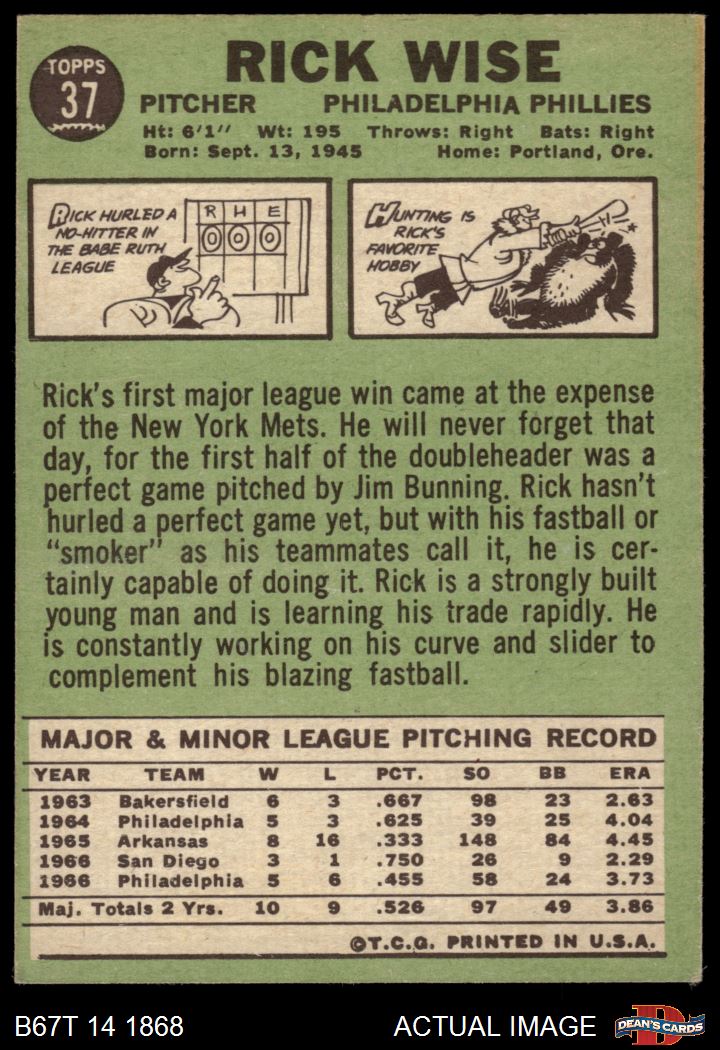 TOPPS
37
RICK WISE
PITCHER PHILADELPHIA PHILLIES
Ht: 6'1" Wt: 195 Throws: Right Bats: Right
Born: Sept. 13, 1945 Home: Portland, Ore.
RICK HURLED A
NO-HITTER IN
THE BABE RUTH
LEAGUE
R H E
0 0 0
HUNTING IS
RICK'S
FAVORITE
HOBBY
Rick's first major league win came at the expense
of the New York Mets. He will never forget that
day, for the first half of the doubleheader was a
perfect game pitched by Jim Bunning. Rick hasn't
hurled a perfect game yet, but with his fastball or
"smoker" as his teammates call it, he is cer-
tainly capable of doing it. Rick is a strongly built
young man and is learning his trade rapidly. He
is constantly working on his curve and slider to
complement his blazing fastball.
MAJOR & MINOR LEAGUE PITCHING RECORD
YEAR TEAM W L PCT. SO BB ERA
1963 Bakersfield 6 3 .667 98 23 2.63
1964 Philadelphia 5 3 .625 39 25 4.04
1965 Arkansas 8 16 .333 148 84 4.45
1966 San Diego 3 1 .750 26 9 2.29
1966 Philadelphia 5 6 .455 58 24 3.73
Maj. Totals 2 Yrs. 10 9 .526 97 49 3.86
©T.C.G. PRINTED IN U.S.A.
B67T 14 1868 ACTUAL IMAGE
D
DEAN'S CARDS